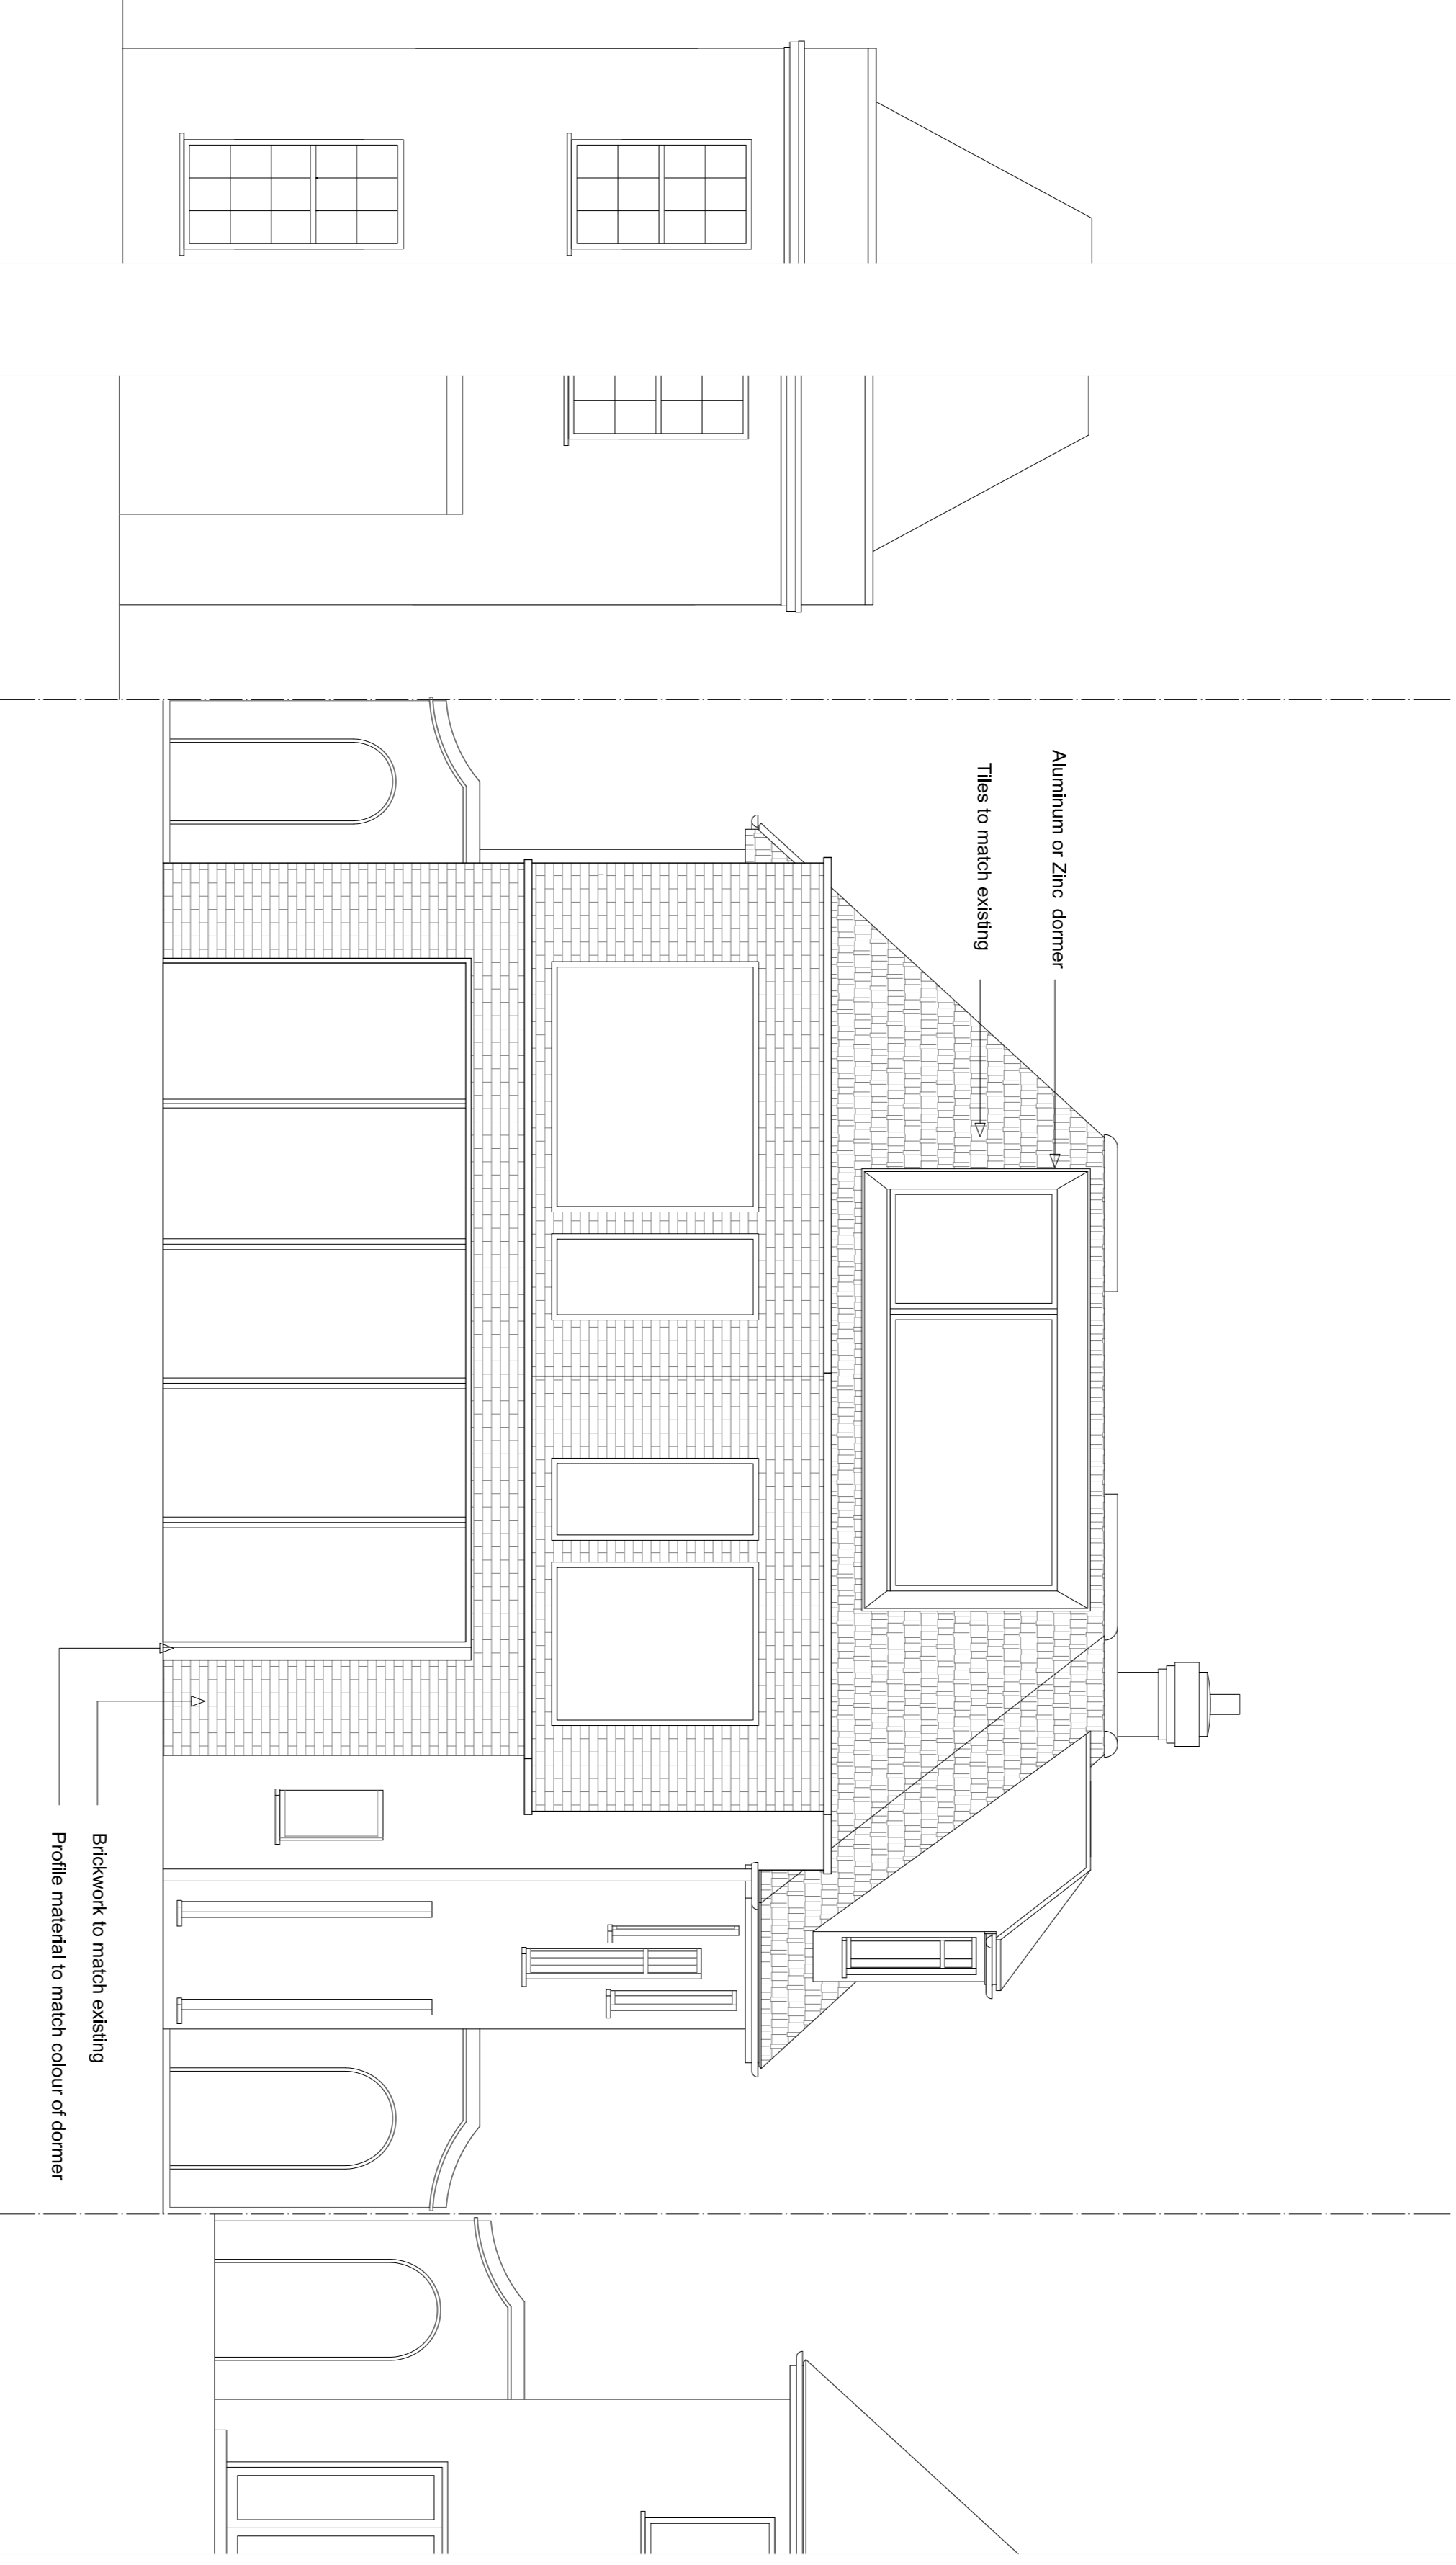 Aluminum or Zinc dormer
Tiles to match existing
Brickwork to match existing
Profile material to match colour of dormer